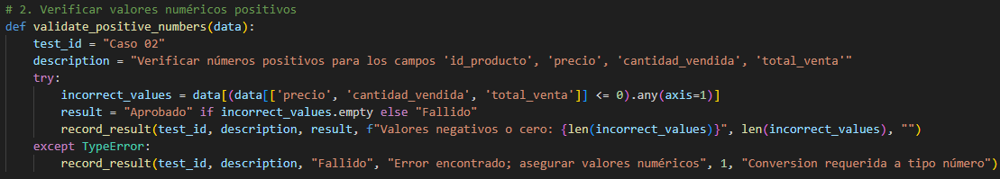 # 2. Verificar valores numéricos positivos
def validate_positive_numbers(data):
    test_id = "Caso 02"
    description = "Verificar números positivos para los campos 'id_producto', 'precio', 'cantidad_vendida', 'total_venta'"
    try:
        incorrect_values = data[(data[['precio', 'cantidad_vendida', 'total_venta']] <= 0).any(axis=1)]
        result = "Aprobado" if incorrect_values.empty else "Fallido"
        record_result(test_id, description, result, f"Valores negativos o cero: {len(incorrect_values)}", len(incorrect_values), "")
    except TypeError:
        record_result(test_id, description, "Fallido", "Error encontrado; asegurar valores numéricos", 1, "Conversion requerida a tipo número")